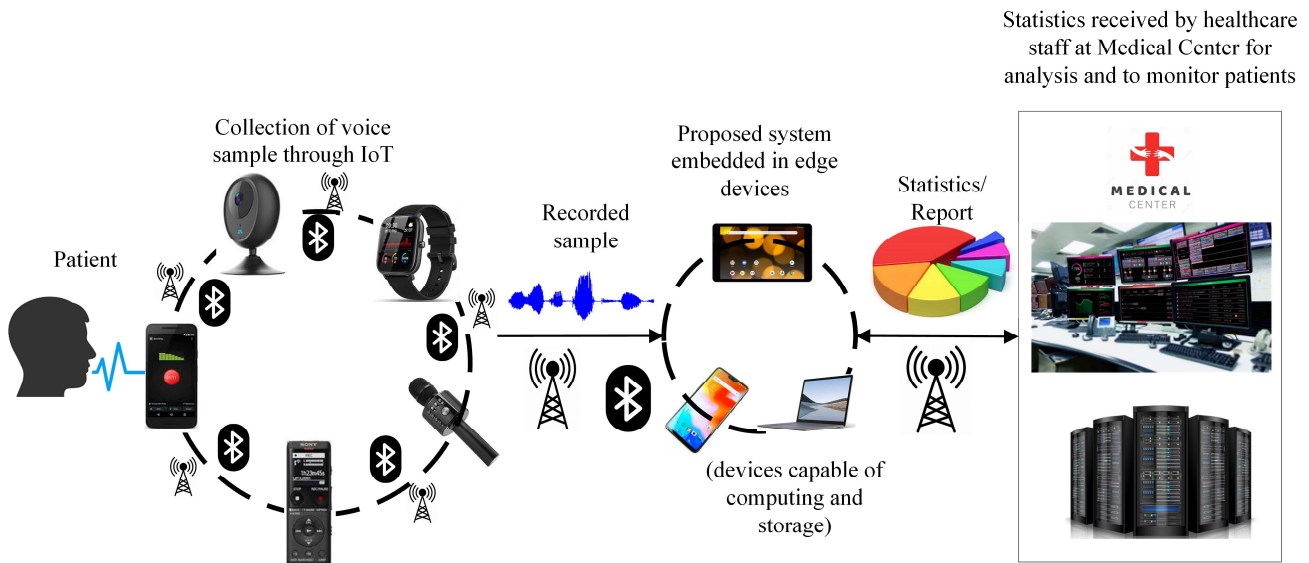 Statistics received by healthcare
staff at Medical Center for
analysis and to monitor patients
Collection of voice
sample through IoT
Proposed system
embedded in edge
devices
Statistics/
Report
Recorded
sample
Patient
MEDICAL
CENTER
SONY
1h23m45s
(devices capable of
computing and
storage)